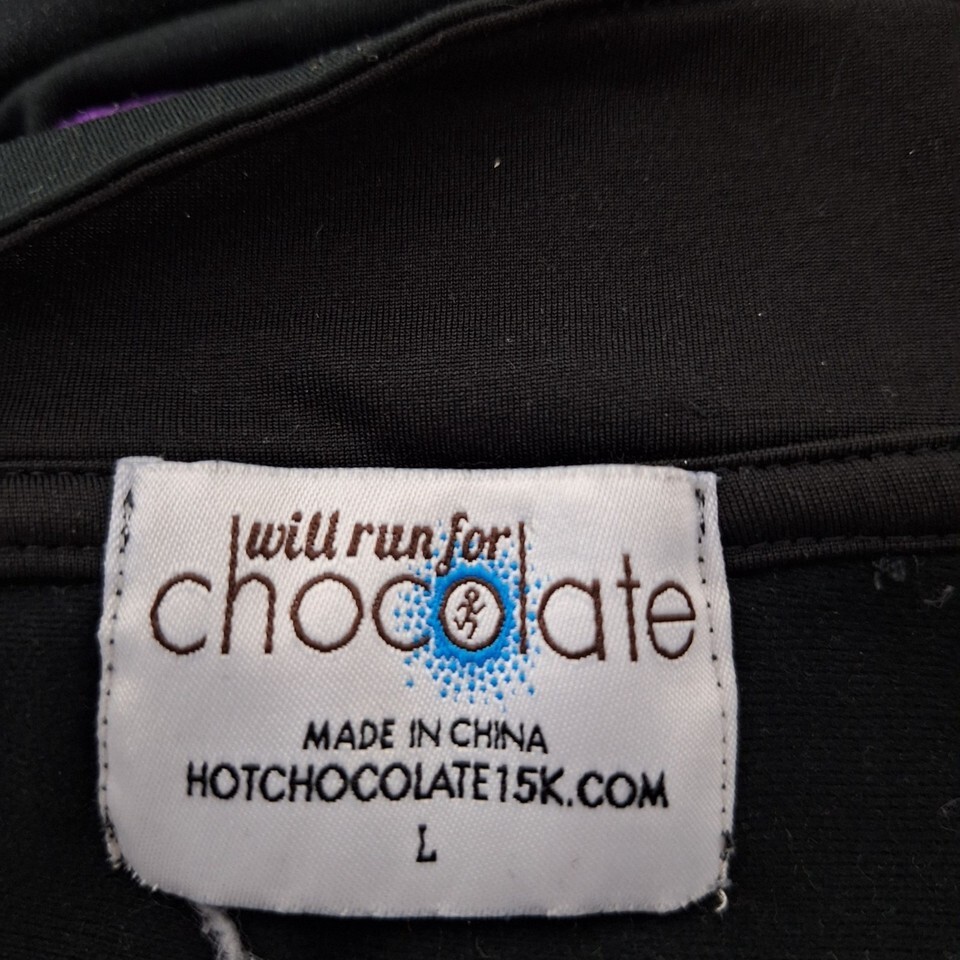 will run for
chocolate
MADE IN CHINA
HOTCHOCOLATE15K.COM
L